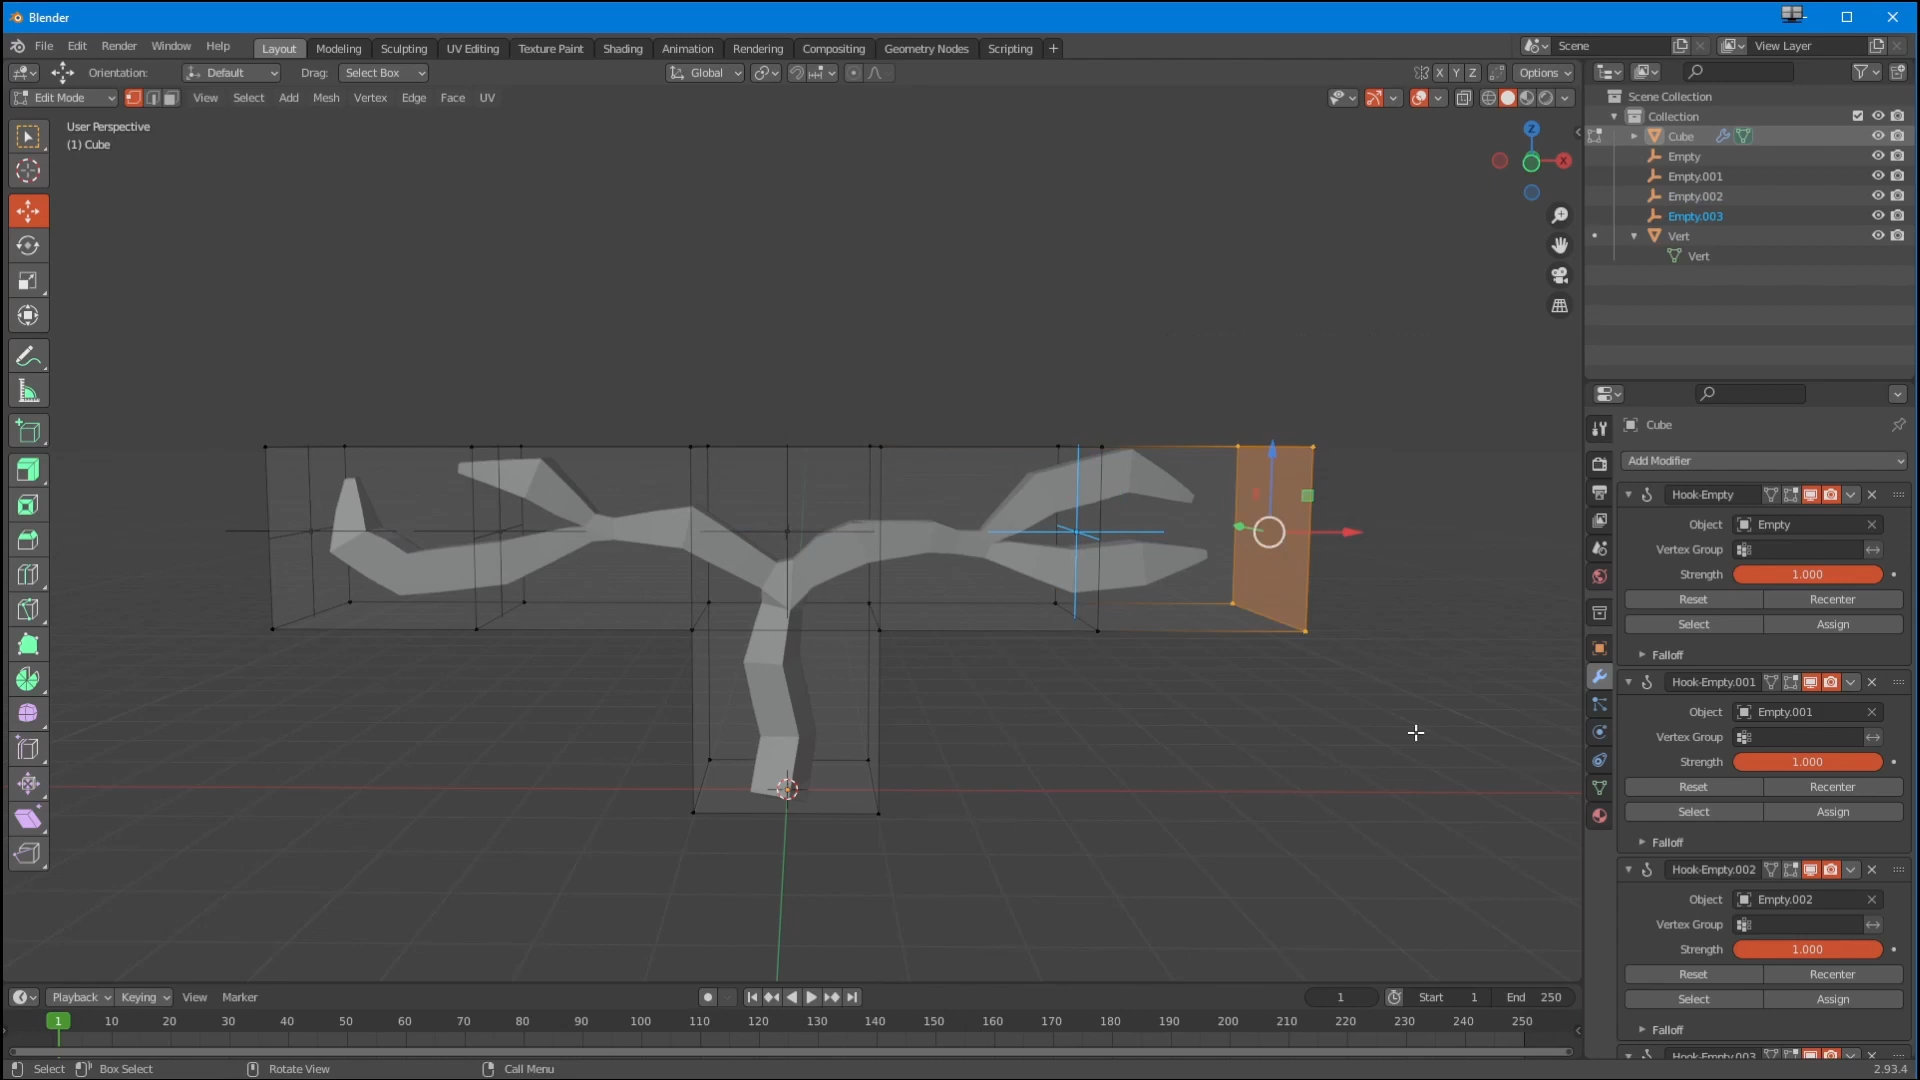 Blender
File Edit Render Window Help Layout Modeling Sculpting UV Editing Texture Paint Shading Animation Rendering Compositing Geometry Nodes Scripting + Scene View Layer
Orientation: Default Drag: Select Box Global X Y Z Options
Edit Mode View Select Add Mesh Vertex Edge Face UV
User Perspective
(1) Cube
Z
X
Scene Collection
Collection
Cube
Empty
Empty.001
Empty.002
Empty.003
Vert
Vert
Cube
Add Modifier
Hook-Empty
Object Empty
Vertex Group
Strength 1.000
Reset Recenter
Select Assign
Falloff
Hook-Empty.001
Object Empty.001
Vertex Group
Strength 1.000
Reset Recenter
Select Assign
Falloff
Hook-Empty.002
Object Empty.002
Vertex Group
Strength 1.000
Reset Recenter
Select Assign
Falloff
Hook-Empty.003
Playback Keying View Marker 1 Start 1 End 250
1 10 20 30 40 50 60 70 80 90 100 110 120 130 140 150 160 170 180 190 200 210 220 230 240 250
Select Box Select Rotate View Call Menu 2.93.4